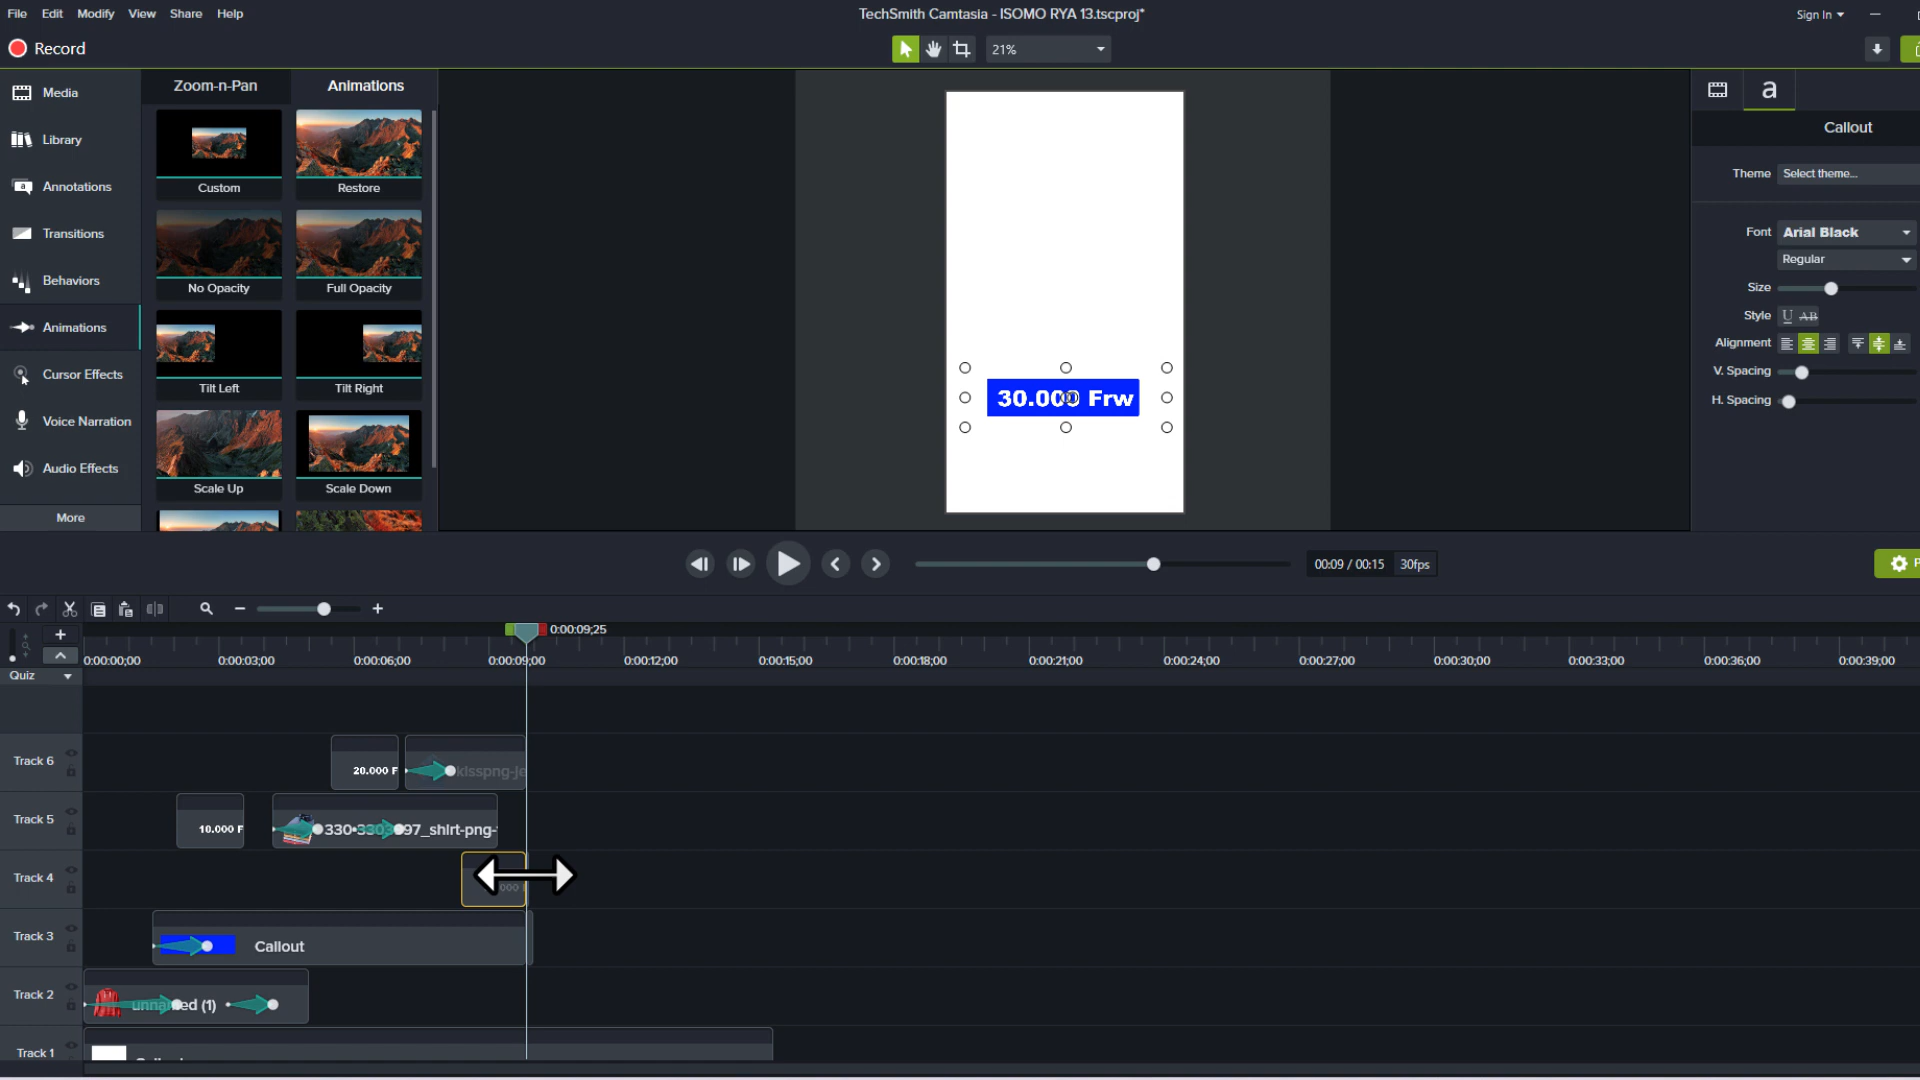 File Edit Modify View Share Help
TechSmith Camtasia - ISOMO RYA 13.tscproj*
Sign In
Record
21%
Zoom-n-Pan
Animations
Media
Library
Annotations
Transitions
Behaviors
Animations
Cursor Effects
Voice Narration
Audio Effects
More
Custom
Restore
No Opacity
Full Opacity
Tilt Left
Tilt Right
Scale Up
Scale Down
30.000 Frw
a
Callout
Theme Select theme...
Font Arial Black
Regular
Size
Style U AB
Alignment
V. Spacing
H. Spacing
00:09 / 00:15 30fps
0:00:09;25
0:00:00;00 0:00:03;00 0:00:06;00 0:00:09;00 0:00:12;00 0:00:15;00 0:00:18;00 0:00:21;00 0:00:24;00 0:00:27;00 0:00:30;00 0:00:33;00 0:00:36;00 0:00:39;00
Quiz
Track 6
20.000 F
klsspng-je
Track 5
10.000 F
330-3303397_shirt-png-
Track 4
000 F
Track 3
Callout
Track 2
unnamed (1)
Track 1